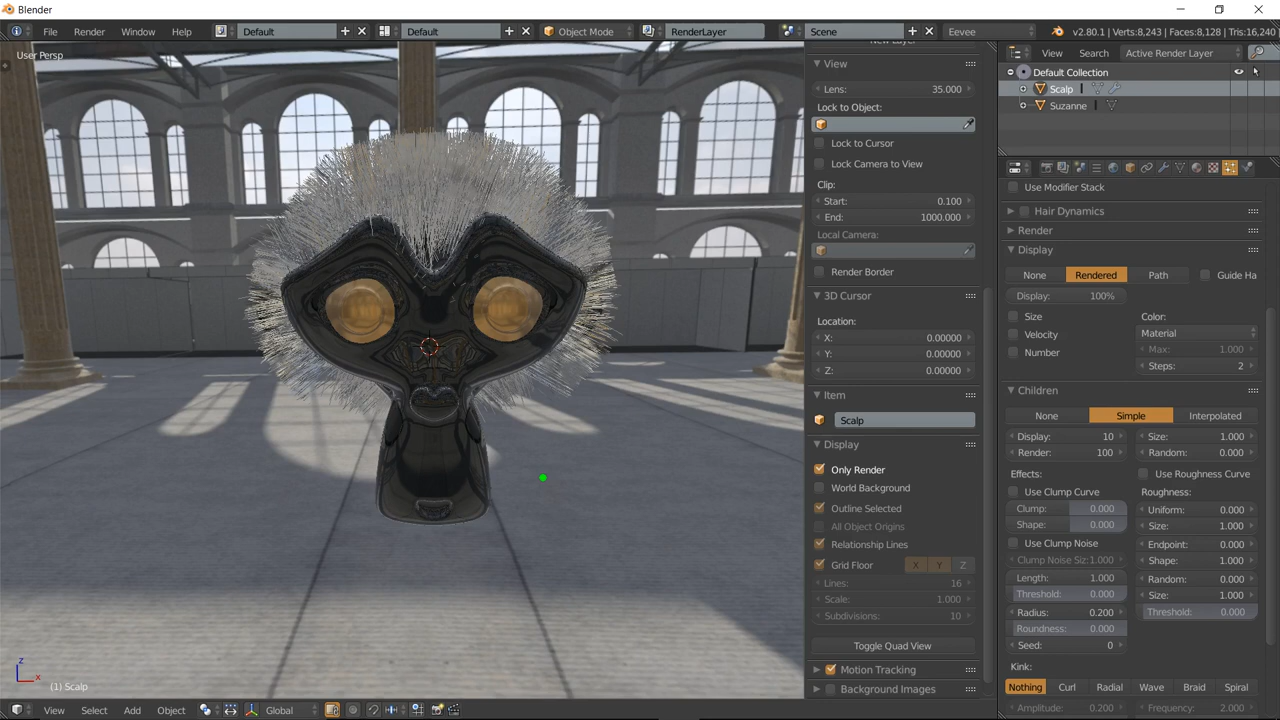 Blender
File Render Window Help Default Default Object Mode RenderLayer Scene Eevee v2.80.1 | Verts:8,243 | Faces:8,128 | Tris:16,240
User Persp
View Search Active Render Layer
Default Collection
Scalp
Suzanne
View
Lens: 35.000
Lock to Object:
Lock to Cursor
Lock Camera to View
Clip:
Start: 0.100
End: 1000.000
Local Camera:
Render Border
3D Cursor
Location:
X: 0.00000
Y: 0.00000
Z: 0.00000
Item
Scalp
Display
Only Render
World Background
Outline Selected
All Object Origins
Relationship Lines
Grid Floor X Y Z
Lines: 16
Scale: 1.000
Subdivisions: 10
Toggle Quad View
Motion Tracking
Background Images
Use Modifier Stack
Hair Dynamics
Render
Display
None Rendered Path Guide Ha
Display: 100%
Size Color:
Velocity Material
Max: 1.000
Number
Steps: 2
Children
None Simple Interpolated
Display: 10 Size: 1.000
Render: 100 Random: 0.000
Effects: Use Roughness Curve
Use Clump Curve Roughness:
Clump: 0.000 Uniform: 0.000
Shape: 0.000 Size: 1.000
Use Clump Noise Endpoint: 0.000
Clump Noise Siz:1.000 Shape: 1.000
Length: 1.000 Random: 0.000
Threshold: 0.000 Size: 1.000
Radius: 0.200 Threshold: 0.000
Roundness: 0.000
Seed: 0
Kink:
Nothing Curl Radial Wave Braid Spiral
Amplitude: 0.200 Frequency: 2.000
z
x
(1) Scalp
View Select Add Object Global